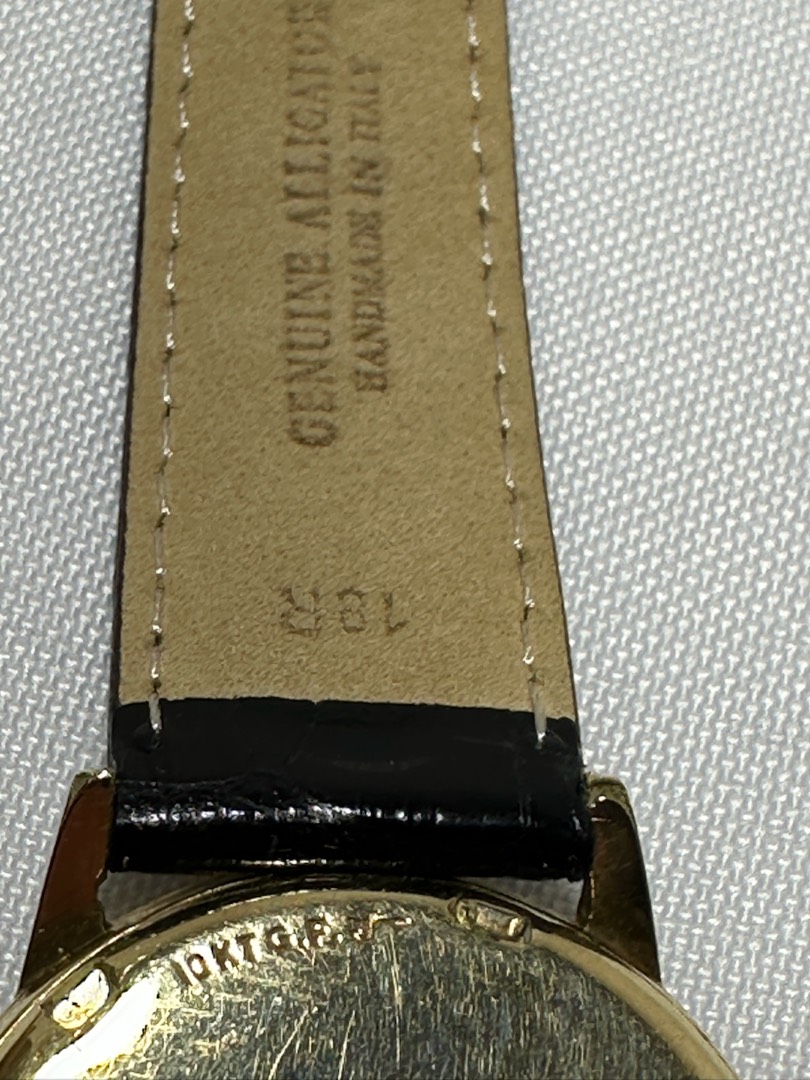 GENUINE ALLIGATOR
HANDMADE IN ITALY
18R
10KT G.F.